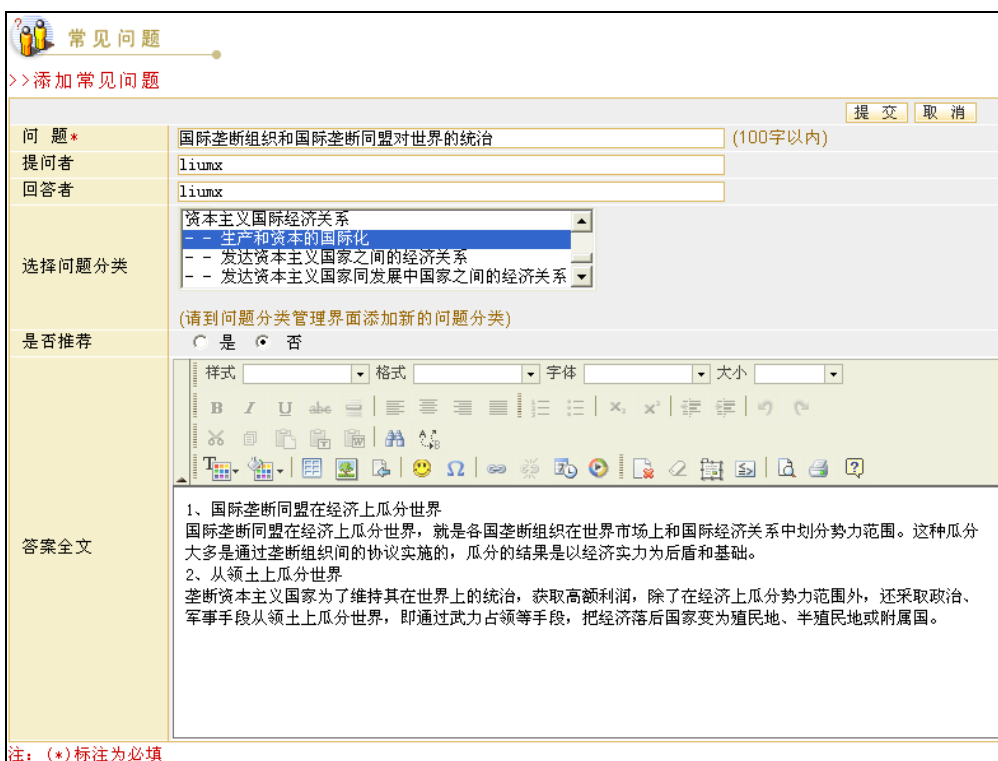 常见问题
>>添加常见问题
提 交 取 消
问 题* 国际垄断组织和国际垄断同盟对世界的统治 (100字以内)
提问者 liumx
回答者 liumx
资本主义国际经济关系
- - 生产和资本的国际化
选择问题分类 - - 发达资本主义国家之间的经济关系
- - 发达资本主义国家同发展中国家之间的经济关系
(请到问题分类管理界面添加新的问题分类)
是否推荐 是 否
样式 格式 字体 大小
1、国际垄断同盟在经济上瓜分世界
国际垄断同盟在经济上瓜分世界，就是各国垄断组织在世界市场上和国际经济关系中划分势力范围。这种瓜分
答案全文 大多是通过垄断组织间的协议实施的，瓜分的结果是以经济实力为后盾和基础。
2、从领土上瓜分世界
垄断资本主义国家为了维持其在世界上的统治，获取高额利润，除了在经济上瓜分势力范围外，还采取政治、
军事手段从领土上瓜分世界，即通过武力占领等手段，把经济落后国家变为殖民地、半殖民地或附属国。
注：(*)标注为必填